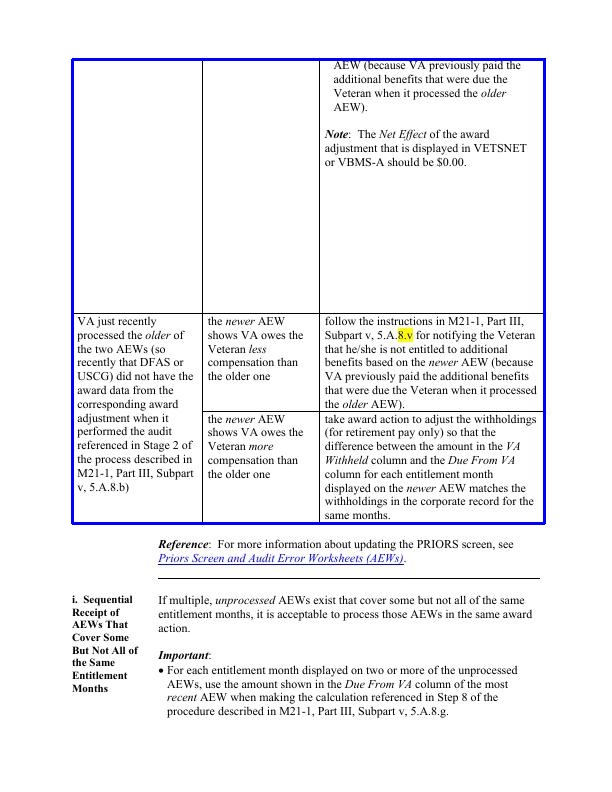 AEW (because VA previously paid the
additional benefits that were due the
Veteran when it processed the older
AEW).
Note:  The Net Effect of the award
adjustment that is displayed in VETSNET
or VBMS-A should be $0.00.
VA just recently
processed the older of
the two AEWs (so
recently that DFAS or
USCG) did not have the
award data from the
corresponding award
adjustment when it
performed the audit
referenced in Stage 2 of
the process described in
M21-1, Part III, Subpart
v, 5.A.8.b)
the newer AEW
shows VA owes the
Veteran less
compensation than
the older one
follow the instructions in M21-1, Part III,
Subpart v, 5.A.8.v for notifying the Veteran
that he/she is not entitled to additional
benefits based on the newer AEW (because
VA previously paid the additional benefits
that were due the Veteran when it processed
the older AEW).
the newer AEW
shows VA owes the
Veteran more
compensation than
the older one
take award action to adjust the withholdings
(for retirement pay only) so that the
difference between the amount in the VA
Withheld column and the Due From VA
column for each entitlement month
displayed on the newer AEW matches the
withholdings in the corporate record for the
same months.
Reference:  For more information about updating the PRIORS screen, see
Priors Screen and Audit Error Worksheets (AEWs).
i.  Sequential
Receipt of
AEWs That
Cover Some
But Not All of
the Same
Entitlement
Months
If multiple, unprocessed AEWs exist that cover some but not all of the same
entitlement months, it is acceptable to process those AEWs in the same award
action.
Important:
• For each entitlement month displayed on two or more of the unprocessed
AEWs, use the amount shown in the Due From VA column of the most
recent AEW when making the calculation referenced in Step 8 of the
procedure described in M21-1, Part III, Subpart v, 5.A.8.g.